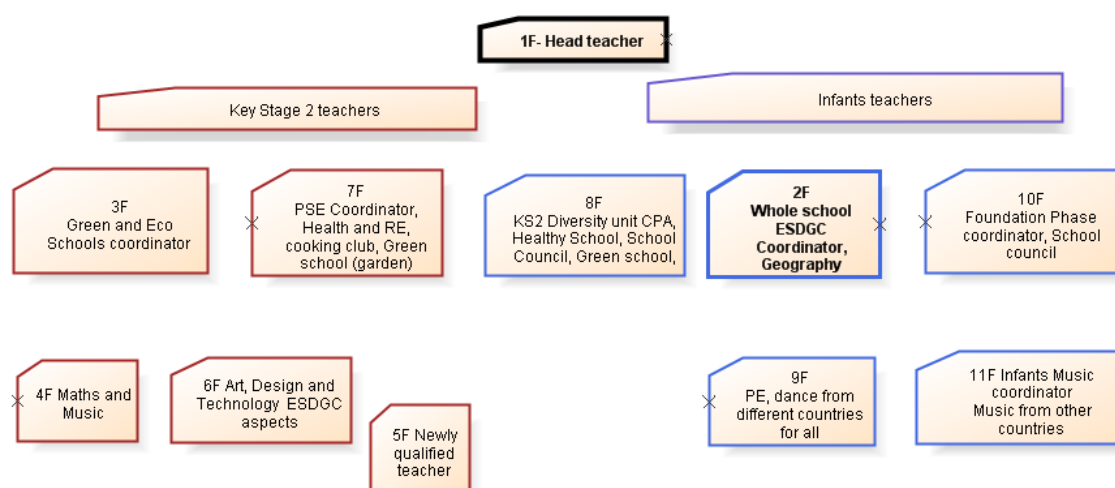 1F- Head teacher
Key Stage 2 teachers
Infants teachers
3F
Green and Eco
Schools coordinator
7F
PSE Coordinator,
Health and RE,
cooking club, Green
school (garden)
8F
KS2 Diversity unit CPA,
Healthy School, School
Council, Green school,
2F
Whole school
ESDGC
Coordinator,
Geography
10F
Foundation Phase
coordinator, School
council
4F Maths and
Music
6F Art, Design and
Technology ESDGC
aspects
5F Newly
qualified
teacher
9F
PE, dance from
different countries
for all
11F Infants Music
coordinator
Music from other
countries